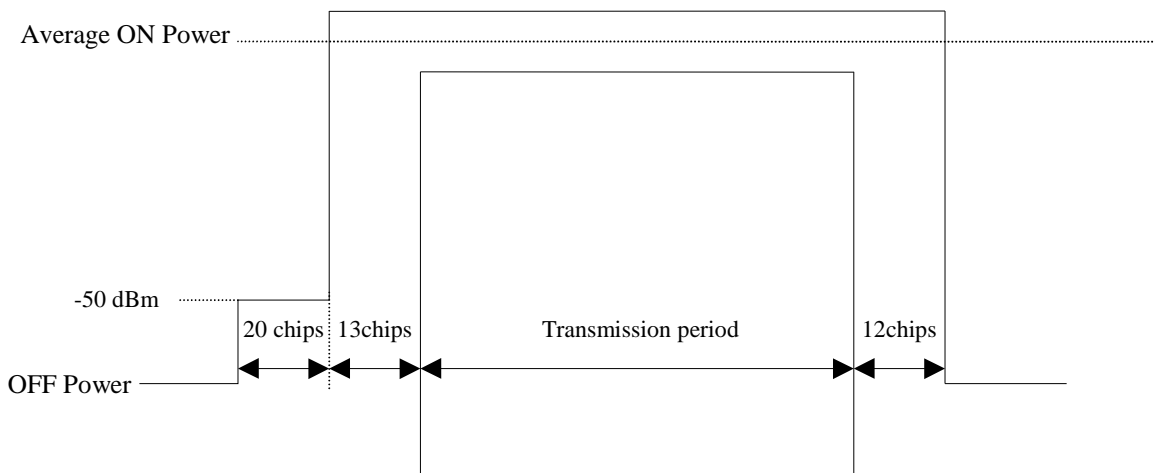 Average ON Power
-50 dBm
20 chips 13chips Transmission period 12chips
OFF Power